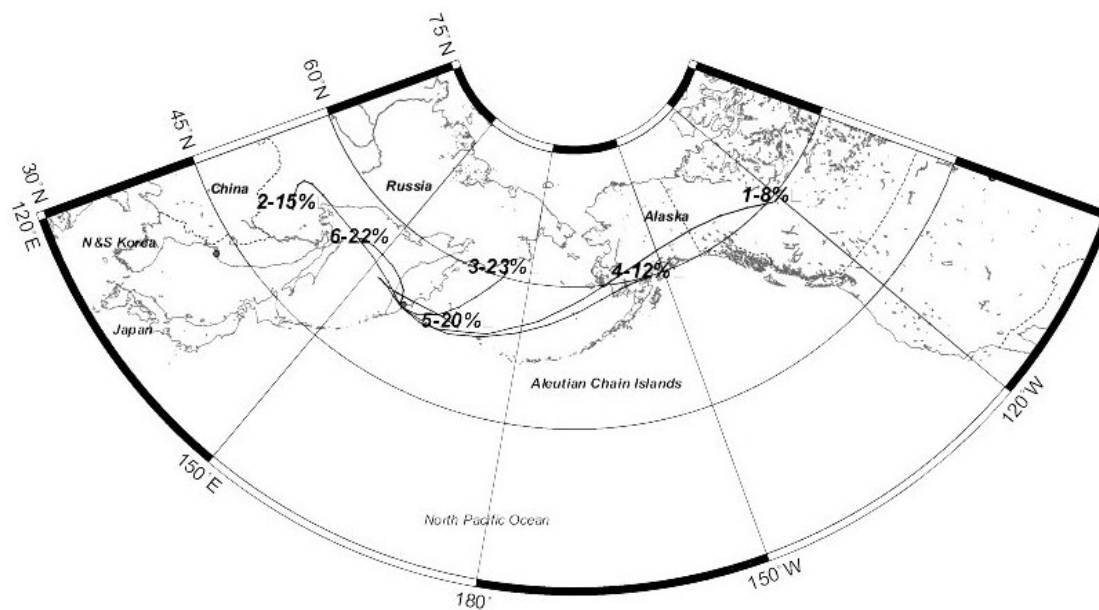 75°N
60°N
45°N
30°N
120°E
China
2-15%
Russia
1-8%
Alaska
N&S Korea
6-22%
3-23%
4-12%
5-20%
Japan
Aleutian Chain Islands
120°W
150°E
North Pacific Ocean
150°W
180°